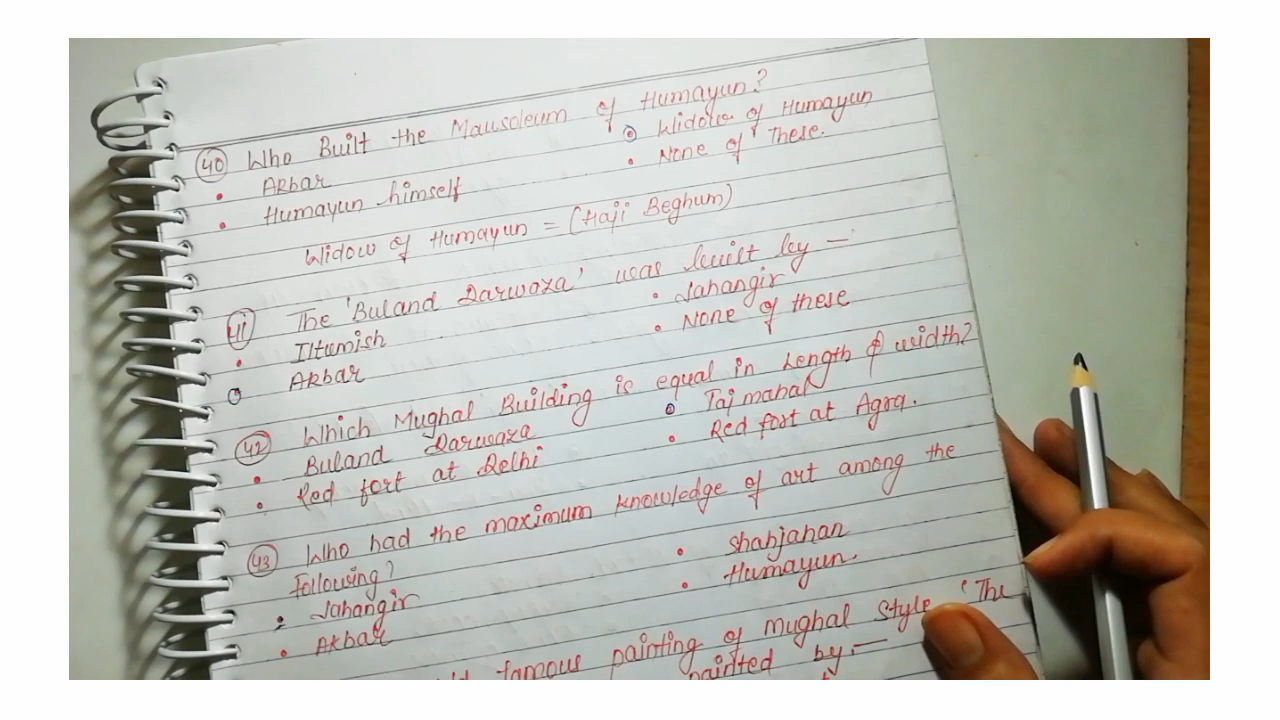 40 Who Built the Mausoleum of Humayun?
• Akbar • Widow of Humayun
• Humayun himself • None of These.
Widow of Humayun = (Haji Beghum)
41 The 'Buland Darwaza' was built by —
• Iltumish • Jahangir
• Akbar • None of these
42 Which Mughal Building is equal in Length & width?
• Buland Darwaza • Taj mahal
• Red fort at Delhi • Red fort at Agra.
43 Who had the maximum knowledge of art among the
following?
• Jahangir • Shahjahan
• Akbar • Humayun.
famous painting of Mughal Style 'The
painted by:-